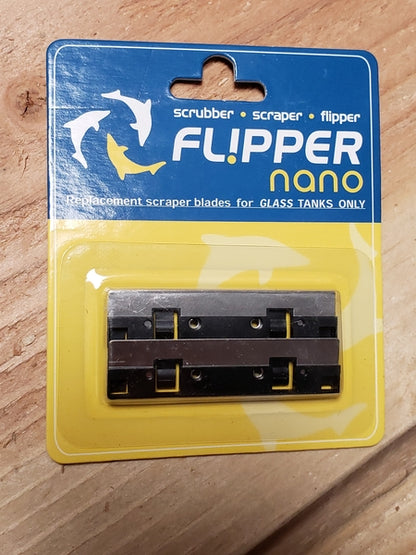 scrubber • scraper • flipper
FL!PPER
nano
Replacement scraper blades for GLASS TANKS ONLY